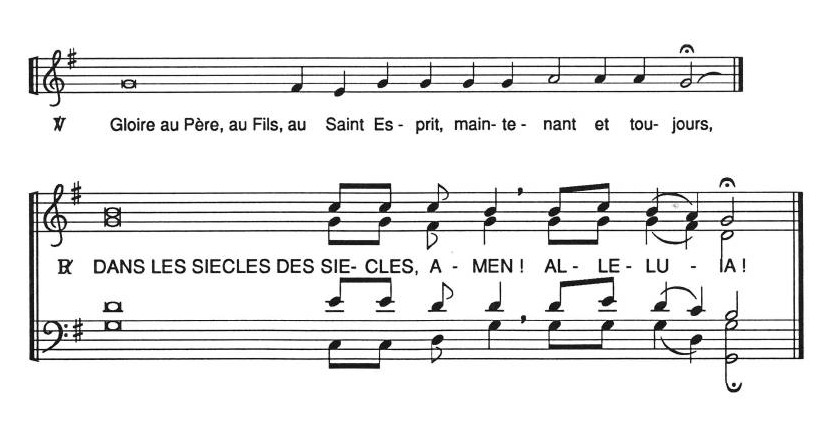 ℣ Gloire au Père, au Fils, au Saint Es - prit, main- te - nant et tou- jours,
℟ DANS LES SIECLES DES SIE- CLES, A - MEN ! AL - LE - LU - IA !